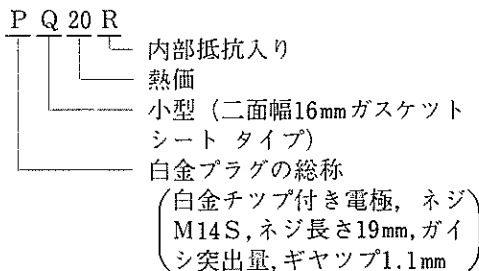 P Q 20 R
内部抵抗入り
熱価
小型 (二面幅16mmガスケット
シート タイプ)
白金プラグの総称
(白金チツプ付き電極, ネジ
M14S, ネジ長さ19mm, ガイ
シ突出量, ギヤツプ1.1mm)